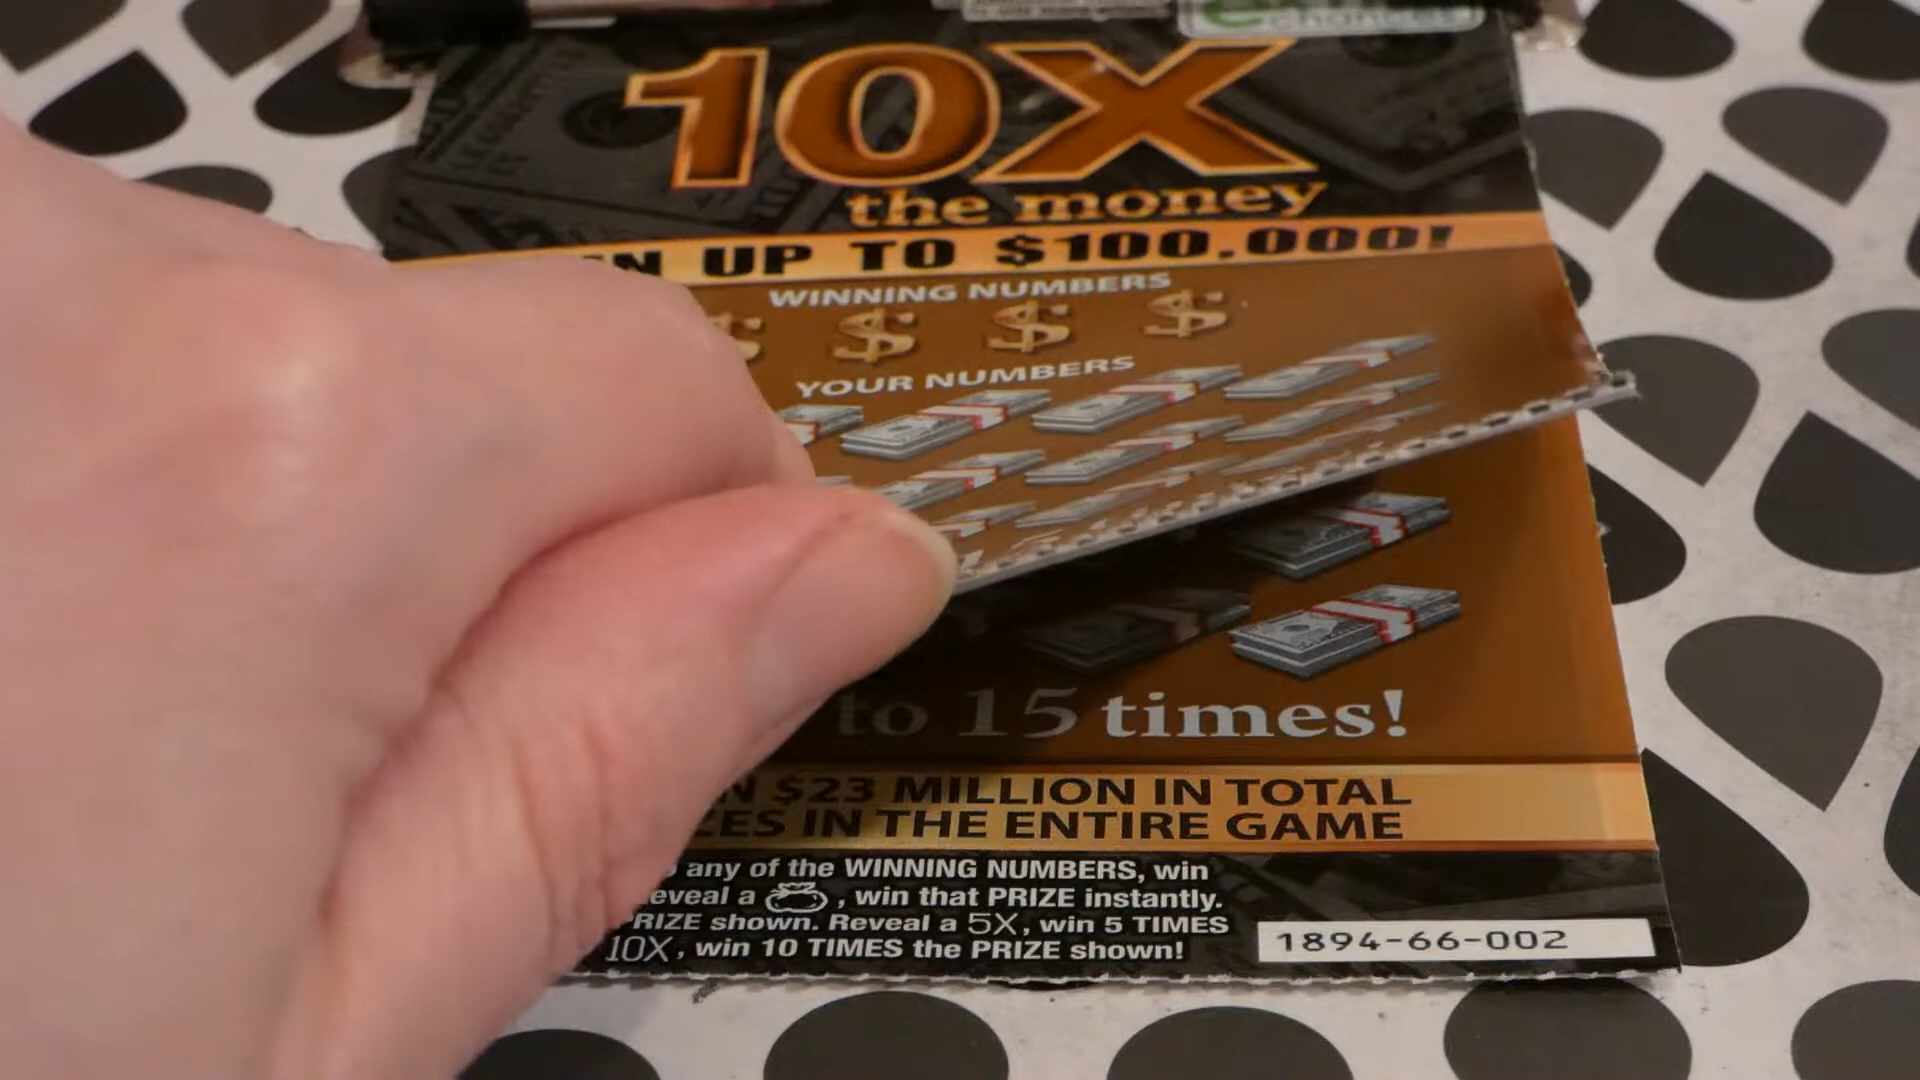 chances
10X
the money
UP TO $100,000!
WINNING NUMBERS
$ $ $ $
YOUR NUMBERS
to 15 times!
$23 MILLION IN TOTAL
IN THE ENTIRE GAME
any of the WINNING NUMBERS, win
a , win that PRIZE instantly.
PRIZE shown. Reveal a 5X, win 5 TIMES
10X, win 10 TIMES the PRIZE shown!
1894-66-002